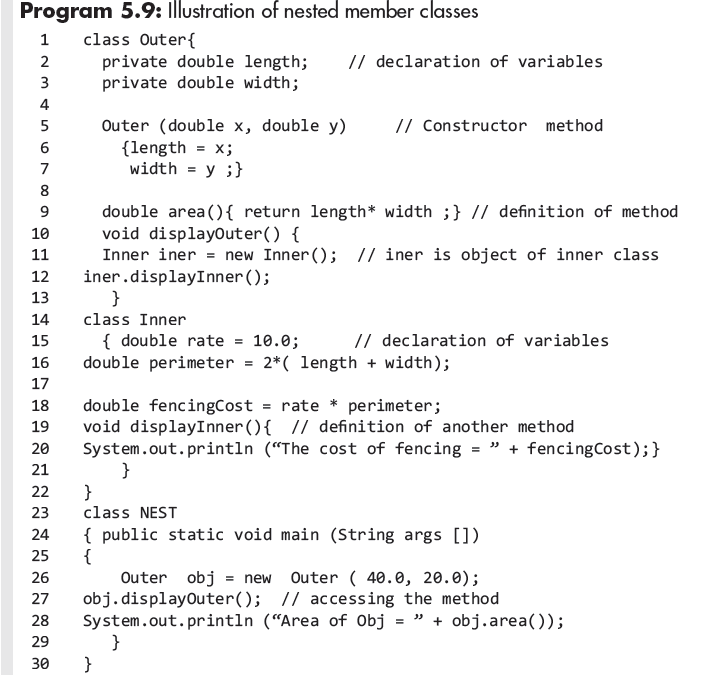 Program 5.9: Illustration of nested member classes
1 class Outer{
2 private double length; // declaration of variables
3 private double width;
4
5 Outer (double x, double y) // Constructor method
6 {length = x;
7 width = y ;}
8
9 double area(){ return length* width ;} // definition of method
10 void displayOuter() {
11 Inner iner = new Inner(); // iner is object of inner class
12 iner.displayInner();
13 }
14 class Inner
15 { double rate = 10.0; // declaration of variables
16 double perimeter = 2*( length + width);
17
18 double fencingCost = rate * perimeter;
19 void displayInner(){ // definition of another method
20 System.out.println (“The cost of fencing = ” + fencingCost);}
21 }
22 }
23 class NEST
24 { public static void main (String args [])
25 {
26 Outer obj = new Outer ( 40.0, 20.0);
27 obj.displayOuter(); // accessing the method
28 System.out.println (“Area of Obj = ” + obj.area());
29 }
30 }